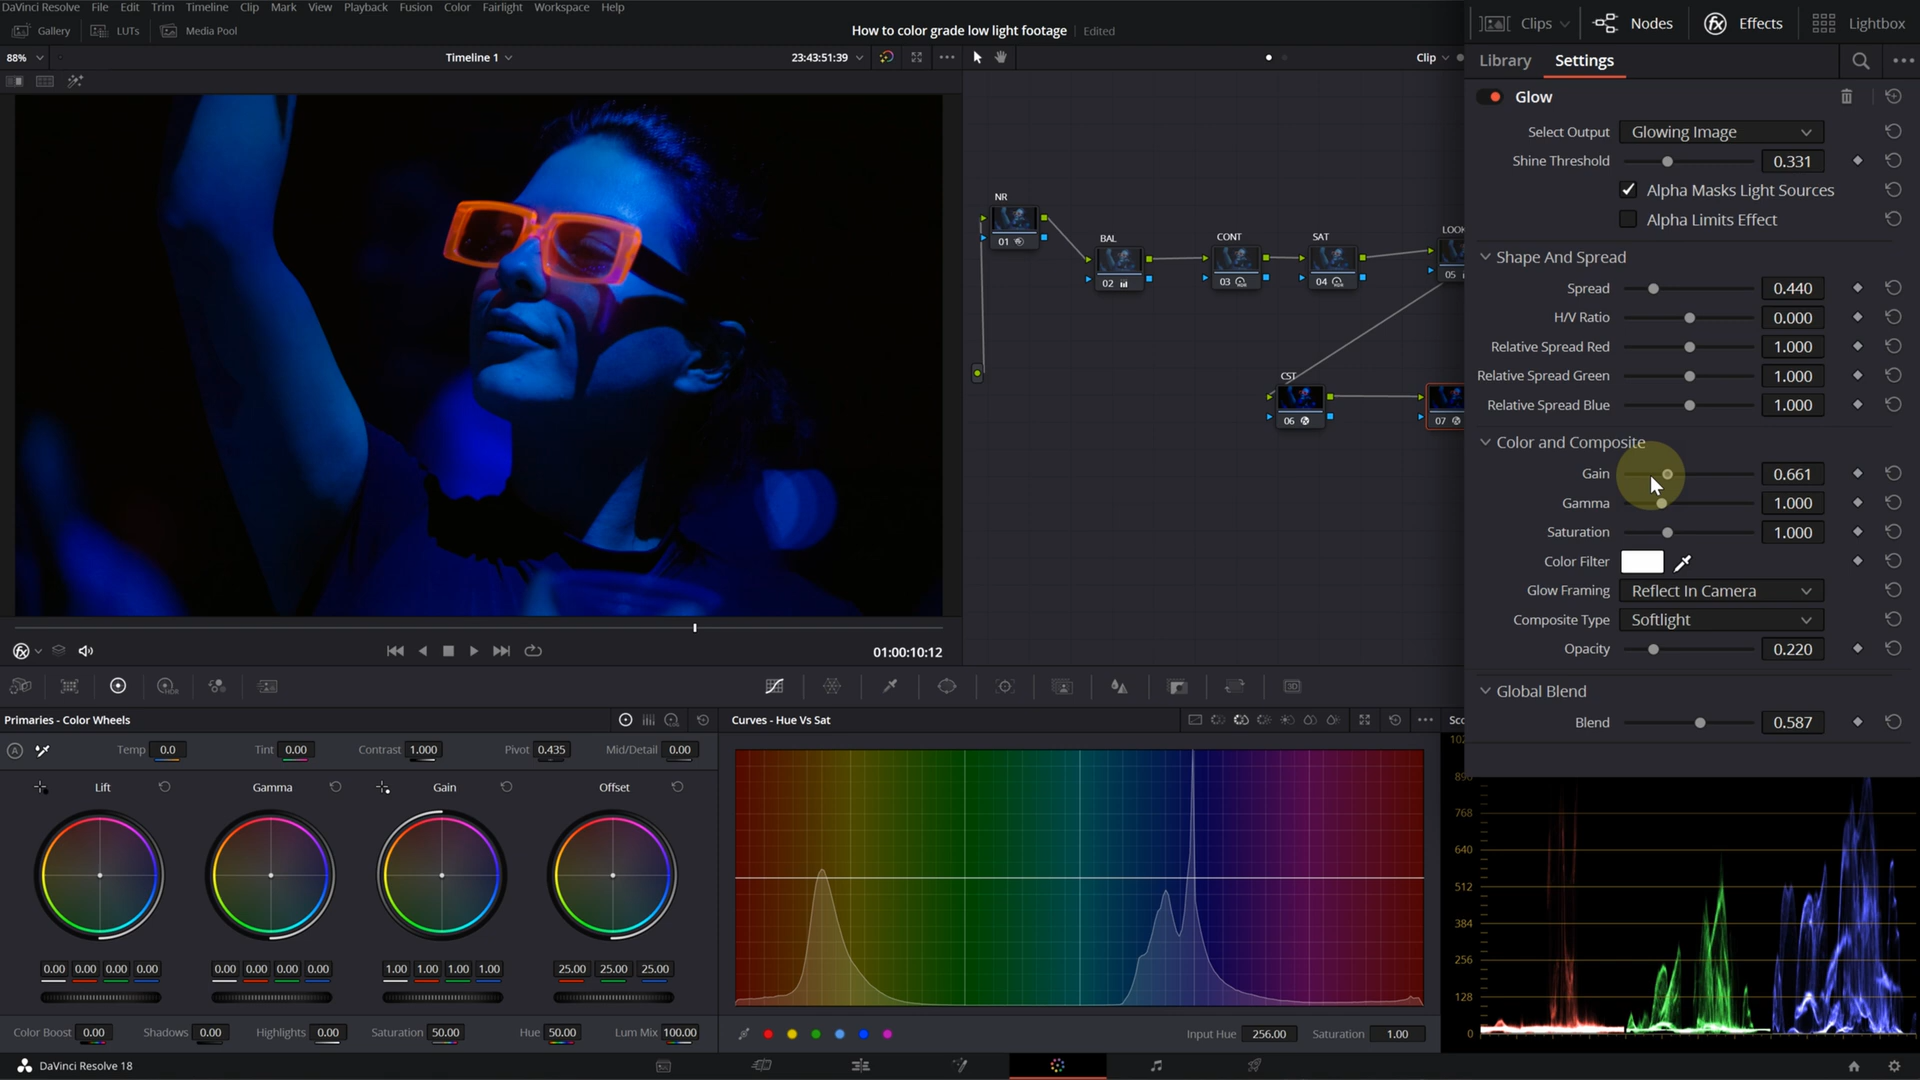 DaVinci Resolve File Edit Trim Timeline Clip Mark View Playback Fusion Color Fairlight Workspace Help
Gallery LUTs Media Pool
How to color grade low light footage Edited
Clips Nodes Effects Lightbox
88% Timeline 1 23:43:51:39 Clip
Library Settings
Glow
Select Output Glowing Image
Shine Threshold 0.331
Alpha Masks Light Sources
Alpha Limits Effect
Shape And Spread
Spread 0.440
H/V Ratio 0.000
Relative Spread Red 1.000
Relative Spread Green 1.000
Relative Spread Blue 1.000
Color and Composite
Gain 0.661
Gamma 1.000
Saturation 1.000
Color Filter
Glow Framing Reflect In Camera
Composite Type Softlight
Opacity 0.220
Global Blend
Blend 0.587
NR
01
BAL
02
CONT
03
SAT
04
LOOK
05
CST
06
07
01:00:10:12
Primaries - Color Wheels
Curves - Hue Vs Sat
Sco
Temp 0.0 Tint 0.00 Contrast 1.000 Pivot 0.435 Mid/Detail 0.00
Lift Gamma Gain Offset
0.00 0.00 0.00 0.00
0.00 0.00 0.00 0.00
1.00 1.00 1.00 1.00
25.00 25.00 25.00
Color Boost 0.00 Shadows 0.00 Highlights 0.00 Saturation 50.00 Hue 50.00 Lum Mix 100.00
Input Hue 256.00 Saturation 1.00
768
640
512
384
256
128
0
DaVinci Resolve 18